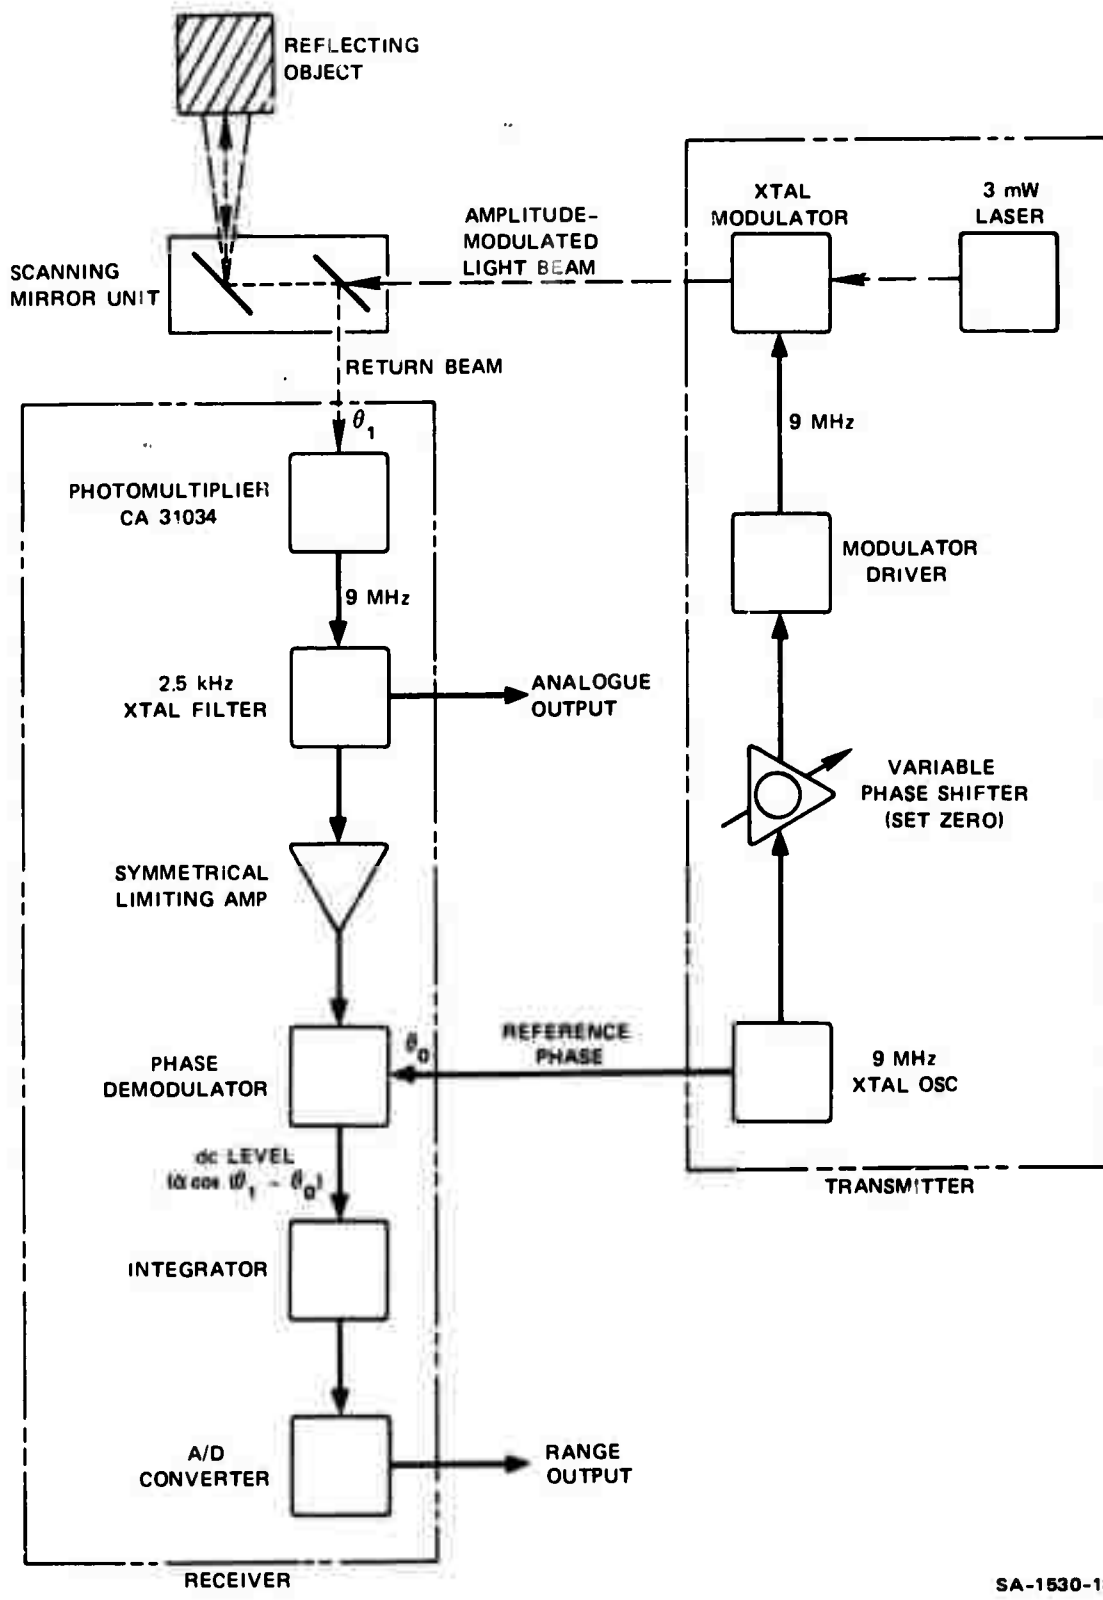 REFLECTING
OBJECT
XTAL
MODULATOR
3 mW
LASER
AMPLITUDE-
MODULATED
LIGHT BEAM
SCANNING
MIRROR UNIT
RETURN BEAM
θ1
9 MHz
PHOTOMULTIPLIER
CA 31034
MODULATOR
DRIVER
9 MHz
2.5 kHz
XTAL FILTER
ANALOGUE
OUTPUT
VARIABLE
PHASE SHIFTER
(SET ZERO)
SYMMETRICAL
LIMITING AMP
REFERENCE
PHASE
θ0
PHASE
DEMODULATOR
9 MHz
XTAL OSC
dc LEVEL
(α cos (θ1 - θ0)
TRANSMITTER
INTEGRATOR
A/D
CONVERTER
RANGE
OUTPUT
RECEIVER